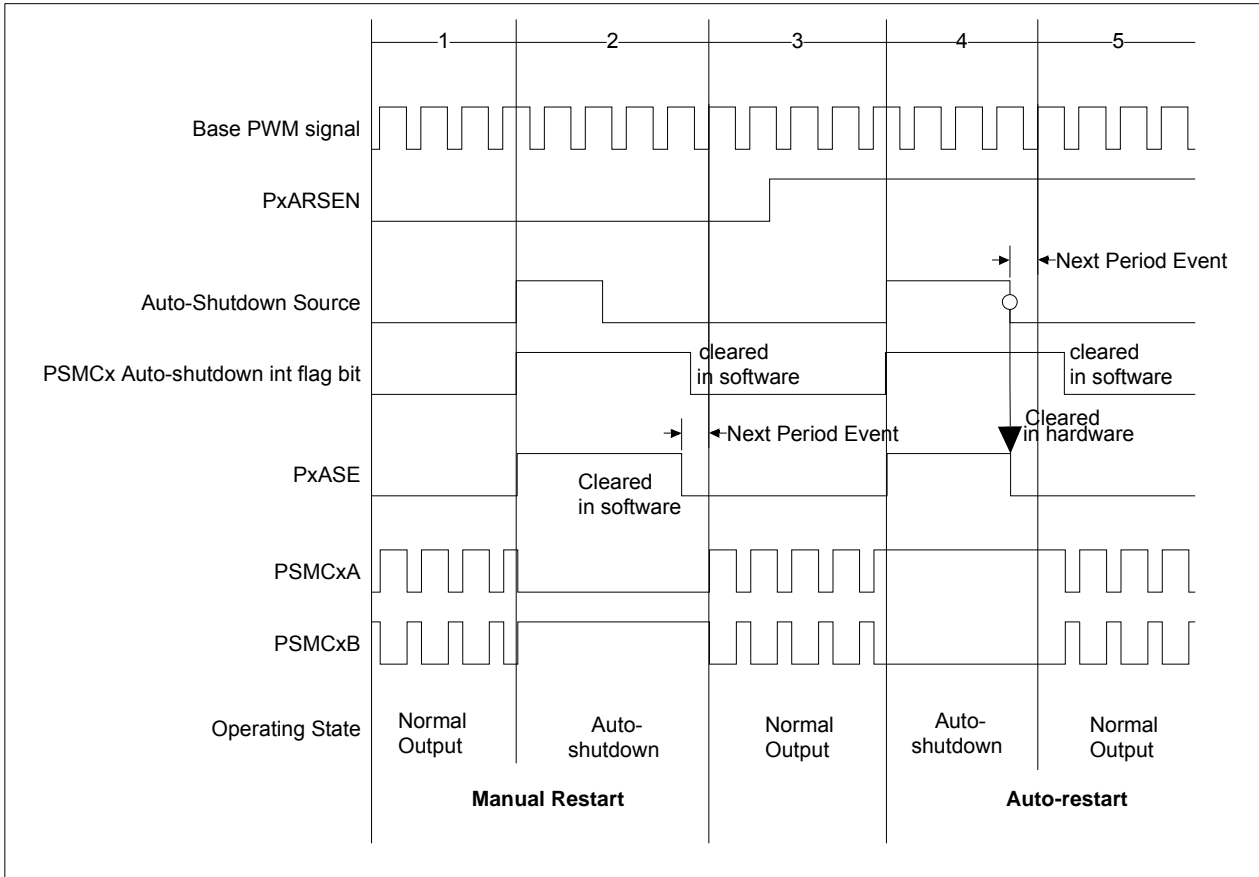 1
2
3
4
5
Base PWM signal
PxARSEN
Next Period Event
Auto-Shutdown Source
cleared
in software
cleared
in software
PSMCx Auto-shutdown int flag bit
Cleared
in hardware
Next Period Event
PxASE
Cleared
in software
PSMCxA
PSMCxB
Operating State
Normal
Output
Auto-
shutdown
Normal
Output
Auto-
shutdown
Normal
Output
Manual Restart
Auto-restart